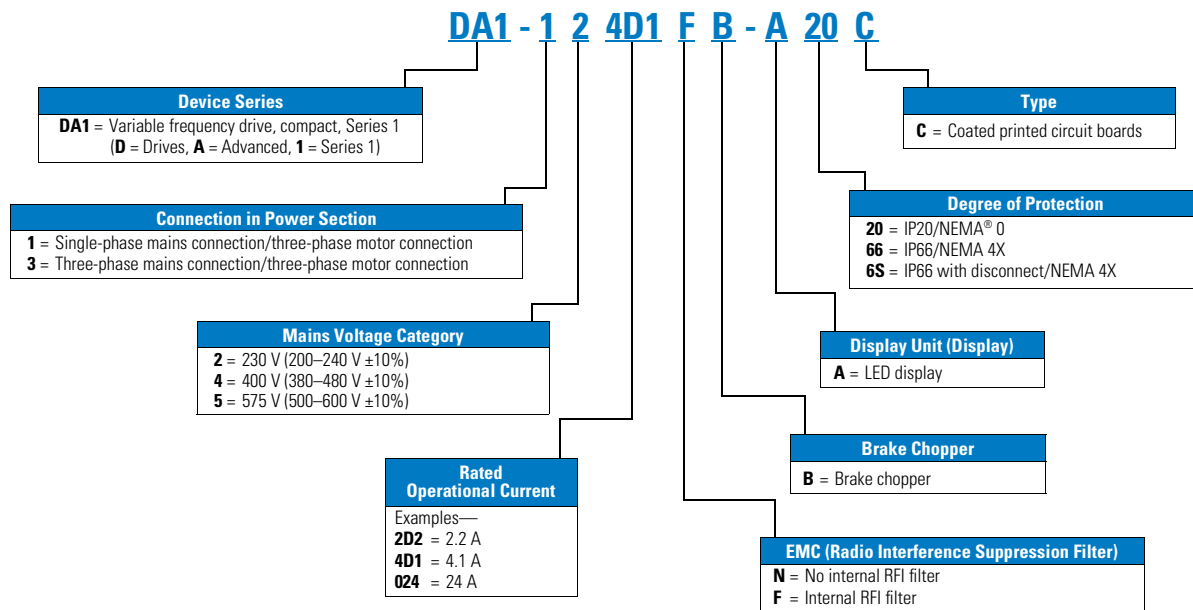 DA1 - 1 2 4D1 F B - A 20 C
Device Series
DA1 = Variable frequency drive, compact, Series 1
(D = Drives, A = Advanced, 1 = Series 1)
Type
C = Coated printed circuit boards
Connection in Power Section
1 = Single-phase mains connection/three-phase motor connection
3 = Three-phase mains connection/three-phase motor connection
Degree of Protection
20 = IP20/NEMA® 0
66 = IP66/NEMA 4X
6S = IP66 with disconnect/NEMA 4X
Mains Voltage Category
2 = 230 V (200–240 V ±10%)
4 = 400 V (380–480 V ±10%)
5 = 575 V (500–600 V ±10%)
Display Unit (Display)
A = LED display
Rated
Operational Current
Examples—
2D2 = 2.2 A
4D1 = 4.1 A
024 = 24 A
Brake Chopper
B = Brake chopper
EMC (Radio Interference Suppression Filter)
N = No internal RFI filter
F = Internal RFI filter